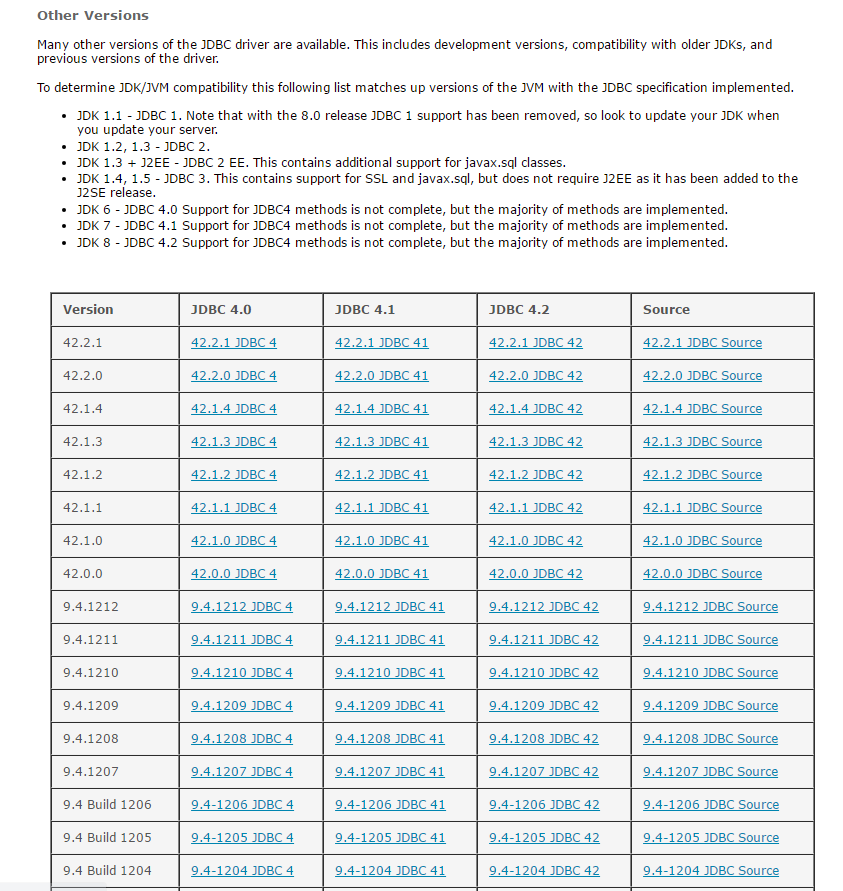 Other Versions
Many other versions of the JDBC driver are available. This includes development versions, compatibility with older JDKs, and
previous versions of the driver.
To determine JDK/JVM compatibility this following list matches up versions of the JVM with the JDBC specification implemented.
• JDK 1.1 - JDBC 1. Note that with the 8.0 release JDBC 1 support has been removed, so look to update your JDK when
you update your server.
• JDK 1.2, 1.3 - JDBC 2.
• JDK 1.3 + J2EE - JDBC 2 EE. This contains additional support for javax.sql classes.
• JDK 1.4, 1.5 - JDBC 3. This contains support for SSL and javax.sql, but does not require J2EE as it has been added to the
J2SE release.
• JDK 6 - JDBC 4.0 Support for JDBC4 methods is not complete, but the majority of methods are implemented.
• JDK 7 - JDBC 4.1 Support for JDBC4 methods is not complete, but the majority of methods are implemented.
• JDK 8 - JDBC 4.2 Support for JDBC4 methods is not complete, but the majority of methods are implemented.
Version JDBC 4.0 JDBC 4.1 JDBC 4.2 Source
42.2.1 42.2.1 JDBC 4 42.2.1 JDBC 41 42.2.1 JDBC 42 42.2.1 JDBC Source
42.2.0 42.2.0 JDBC 4 42.2.0 JDBC 41 42.2.0 JDBC 42 42.2.0 JDBC Source
42.1.4 42.1.4 JDBC 4 42.1.4 JDBC 41 42.1.4 JDBC 42 42.1.4 JDBC Source
42.1.3 42.1.3 JDBC 4 42.1.3 JDBC 41 42.1.3 JDBC 42 42.1.3 JDBC Source
42.1.2 42.1.2 JDBC 4 42.1.2 JDBC 41 42.1.2 JDBC 42 42.1.2 JDBC Source
42.1.1 42.1.1 JDBC 4 42.1.1 JDBC 41 42.1.1 JDBC 42 42.1.1 JDBC Source
42.1.0 42.1.0 JDBC 4 42.1.0 JDBC 41 42.1.0 JDBC 42 42.1.0 JDBC Source
42.0.0 42.0.0 JDBC 4 42.0.0 JDBC 41 42.0.0 JDBC 42 42.0.0 JDBC Source
9.4.1212 9.4.1212 JDBC 4 9.4.1212 JDBC 41 9.4.1212 JDBC 42 9.4.1212 JDBC Source
9.4.1211 9.4.1211 JDBC 4 9.4.1211 JDBC 41 9.4.1211 JDBC 42 9.4.1211 JDBC Source
9.4.1210 9.4.1210 JDBC 4 9.4.1210 JDBC 41 9.4.1210 JDBC 42 9.4.1210 JDBC Source
9.4.1209 9.4.1209 JDBC 4 9.4.1209 JDBC 41 9.4.1209 JDBC 42 9.4.1209 JDBC Source
9.4.1208 9.4.1208 JDBC 4 9.4.1208 JDBC 41 9.4.1208 JDBC 42 9.4.1208 JDBC Source
9.4.1207 9.4.1207 JDBC 4 9.4.1207 JDBC 41 9.4.1207 JDBC 42 9.4.1207 JDBC Source
9.4 Build 1206 9.4-1206 JDBC 4 9.4-1206 JDBC 41 9.4-1206 JDBC 42 9.4-1206 JDBC Source
9.4 Build 1205 9.4-1205 JDBC 4 9.4-1205 JDBC 41 9.4-1205 JDBC 42 9.4-1205 JDBC Source
9.4 Build 1204 9.4-1204 JDBC 4 9.4-1204 JDBC 41 9.4-1204 JDBC 42 9.4-1204 JDBC Source